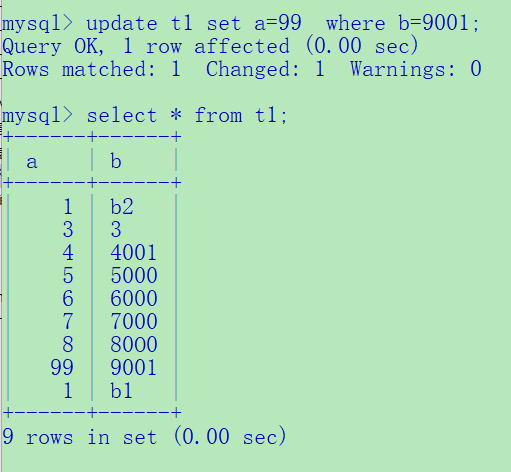 mysql> update t1 set a=99  where b=9001;
Query OK, 1 row affected (0.00 sec)
Rows matched: 1  Changed: 1  Warnings: 0
mysql> select * from t1;
+------+------+
| a    | b    |
+------+------+
|    1 | b2   |
|    3 | 3    |
|    4 | 4001 |
|    5 | 5000 |
|    6 | 6000 |
|    7 | 7000 |
|    8 | 8000 |
|   99 | 9001 |
|    1 | b1   |
+------+------+
9 rows in set (0.00 sec)